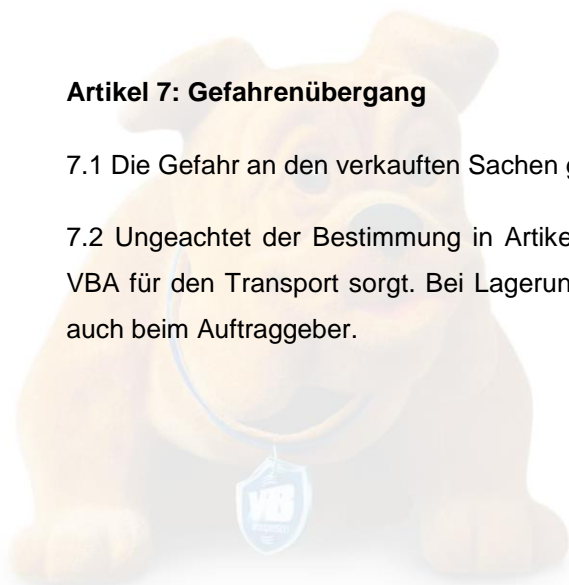 Artikel 7: Gefahrenübergang
7.1 Die Gefahr an den verkauften Sachen
7.2 Ungeachtet der Bestimmung in Artike
VBA für den Transport sorgt. Bei Lagerun
auch beim Auftraggeber.
VB